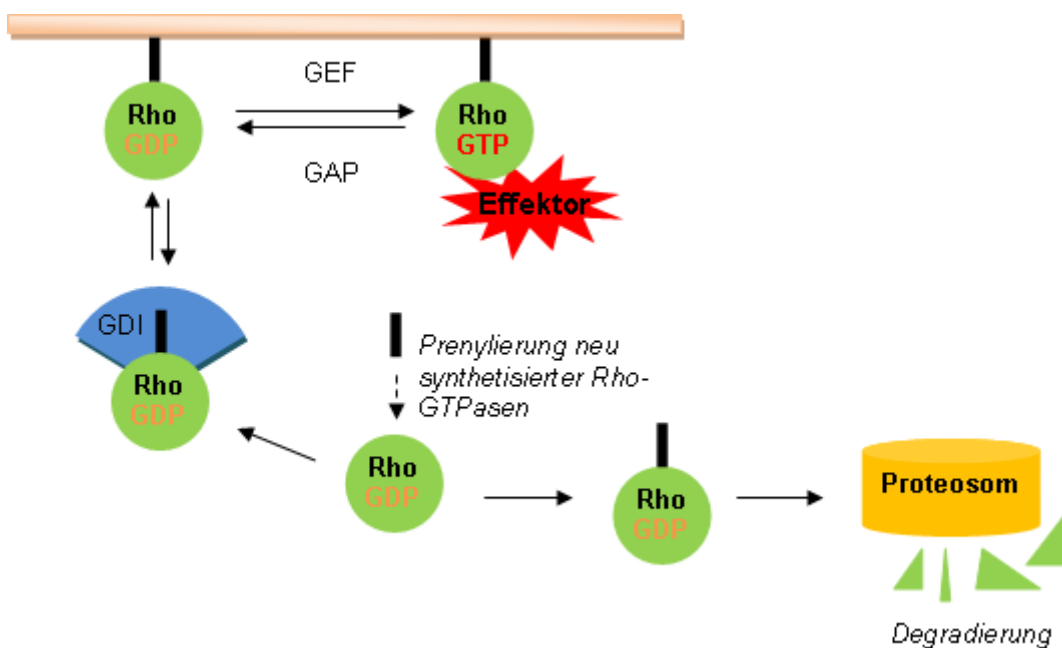 GEF
Rho
GDP
Rho
GTP
GAP
Effektor
GDI
Rho
GDP
Prenylierung neu
synthetisierter Rho-
GTPasen
Rho
GDP
Rho
GDP
Proteosom
Degradierung